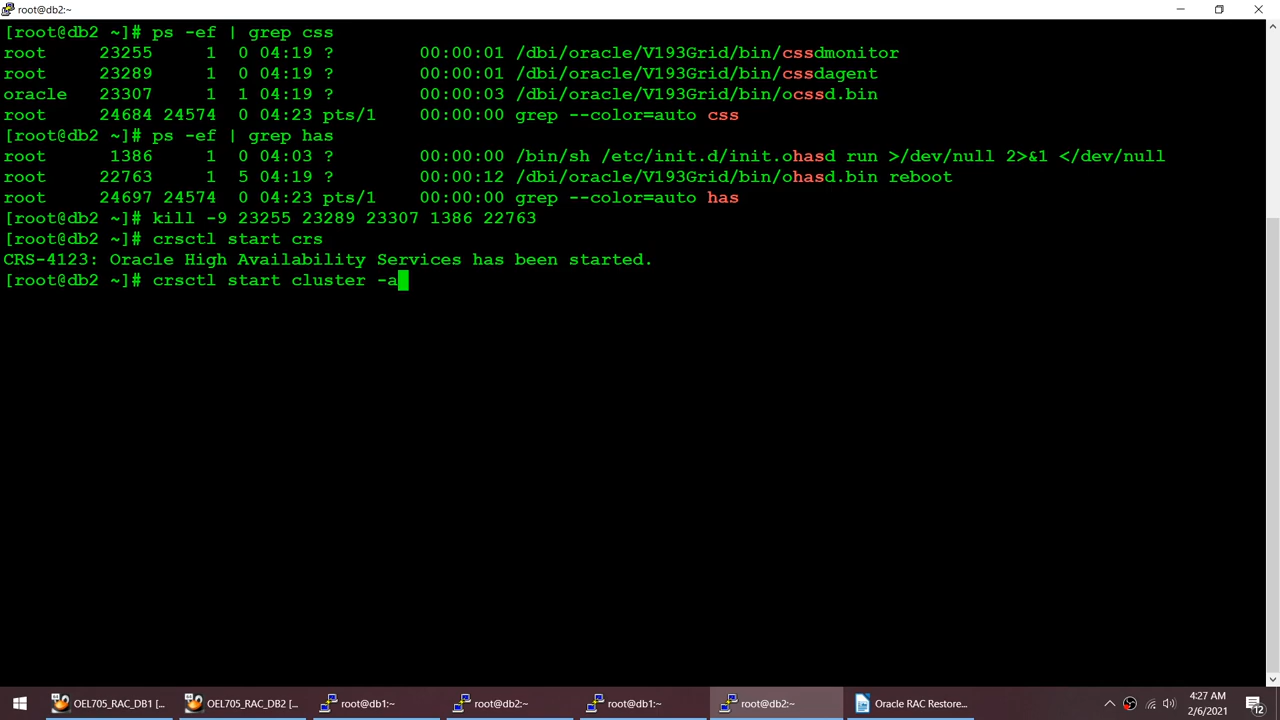 root@db2:~
[root@db2 ~]# ps -ef | grep css
root     23255     1  0 04:19 ?        00:00:01 /dbi/oracle/V193Grid/bin/cssdmonitor
root     23289     1  0 04:19 ?        00:00:01 /dbi/oracle/V193Grid/bin/cssdagent
oracle   23307     1  1 04:19 ?        00:00:03 /dbi/oracle/V193Grid/bin/ocssd.bin
root     24684 24574  0 04:23 pts/1    00:00:00 grep --color=auto css
[root@db2 ~]# ps -ef | grep has
root      1386     1  0 04:03 ?        00:00:00 /bin/sh /etc/init.d/init.ohasd run >/dev/null 2>&1 </dev/null
root     22763     1  5 04:19 ?        00:00:12 /dbi/oracle/V193Grid/bin/ohasd.bin reboot
root     24697 24574  0 04:23 pts/1    00:00:00 grep --color=auto has
[root@db2 ~]# kill -9 23255 23289 23307 1386 22763
[root@db2 ~]# crsctl start crs
CRS-4123: Oracle High Availability Services has been started.
[root@db2 ~]# crsctl start cluster -a
OEL705_RAC_DB1 [...
OEL705_RAC_DB2 [...
root@db1:~
root@db2:~
root@db1:~
root@db2:~
Oracle RAC Restore...
4:27 AM
2/6/2021
12